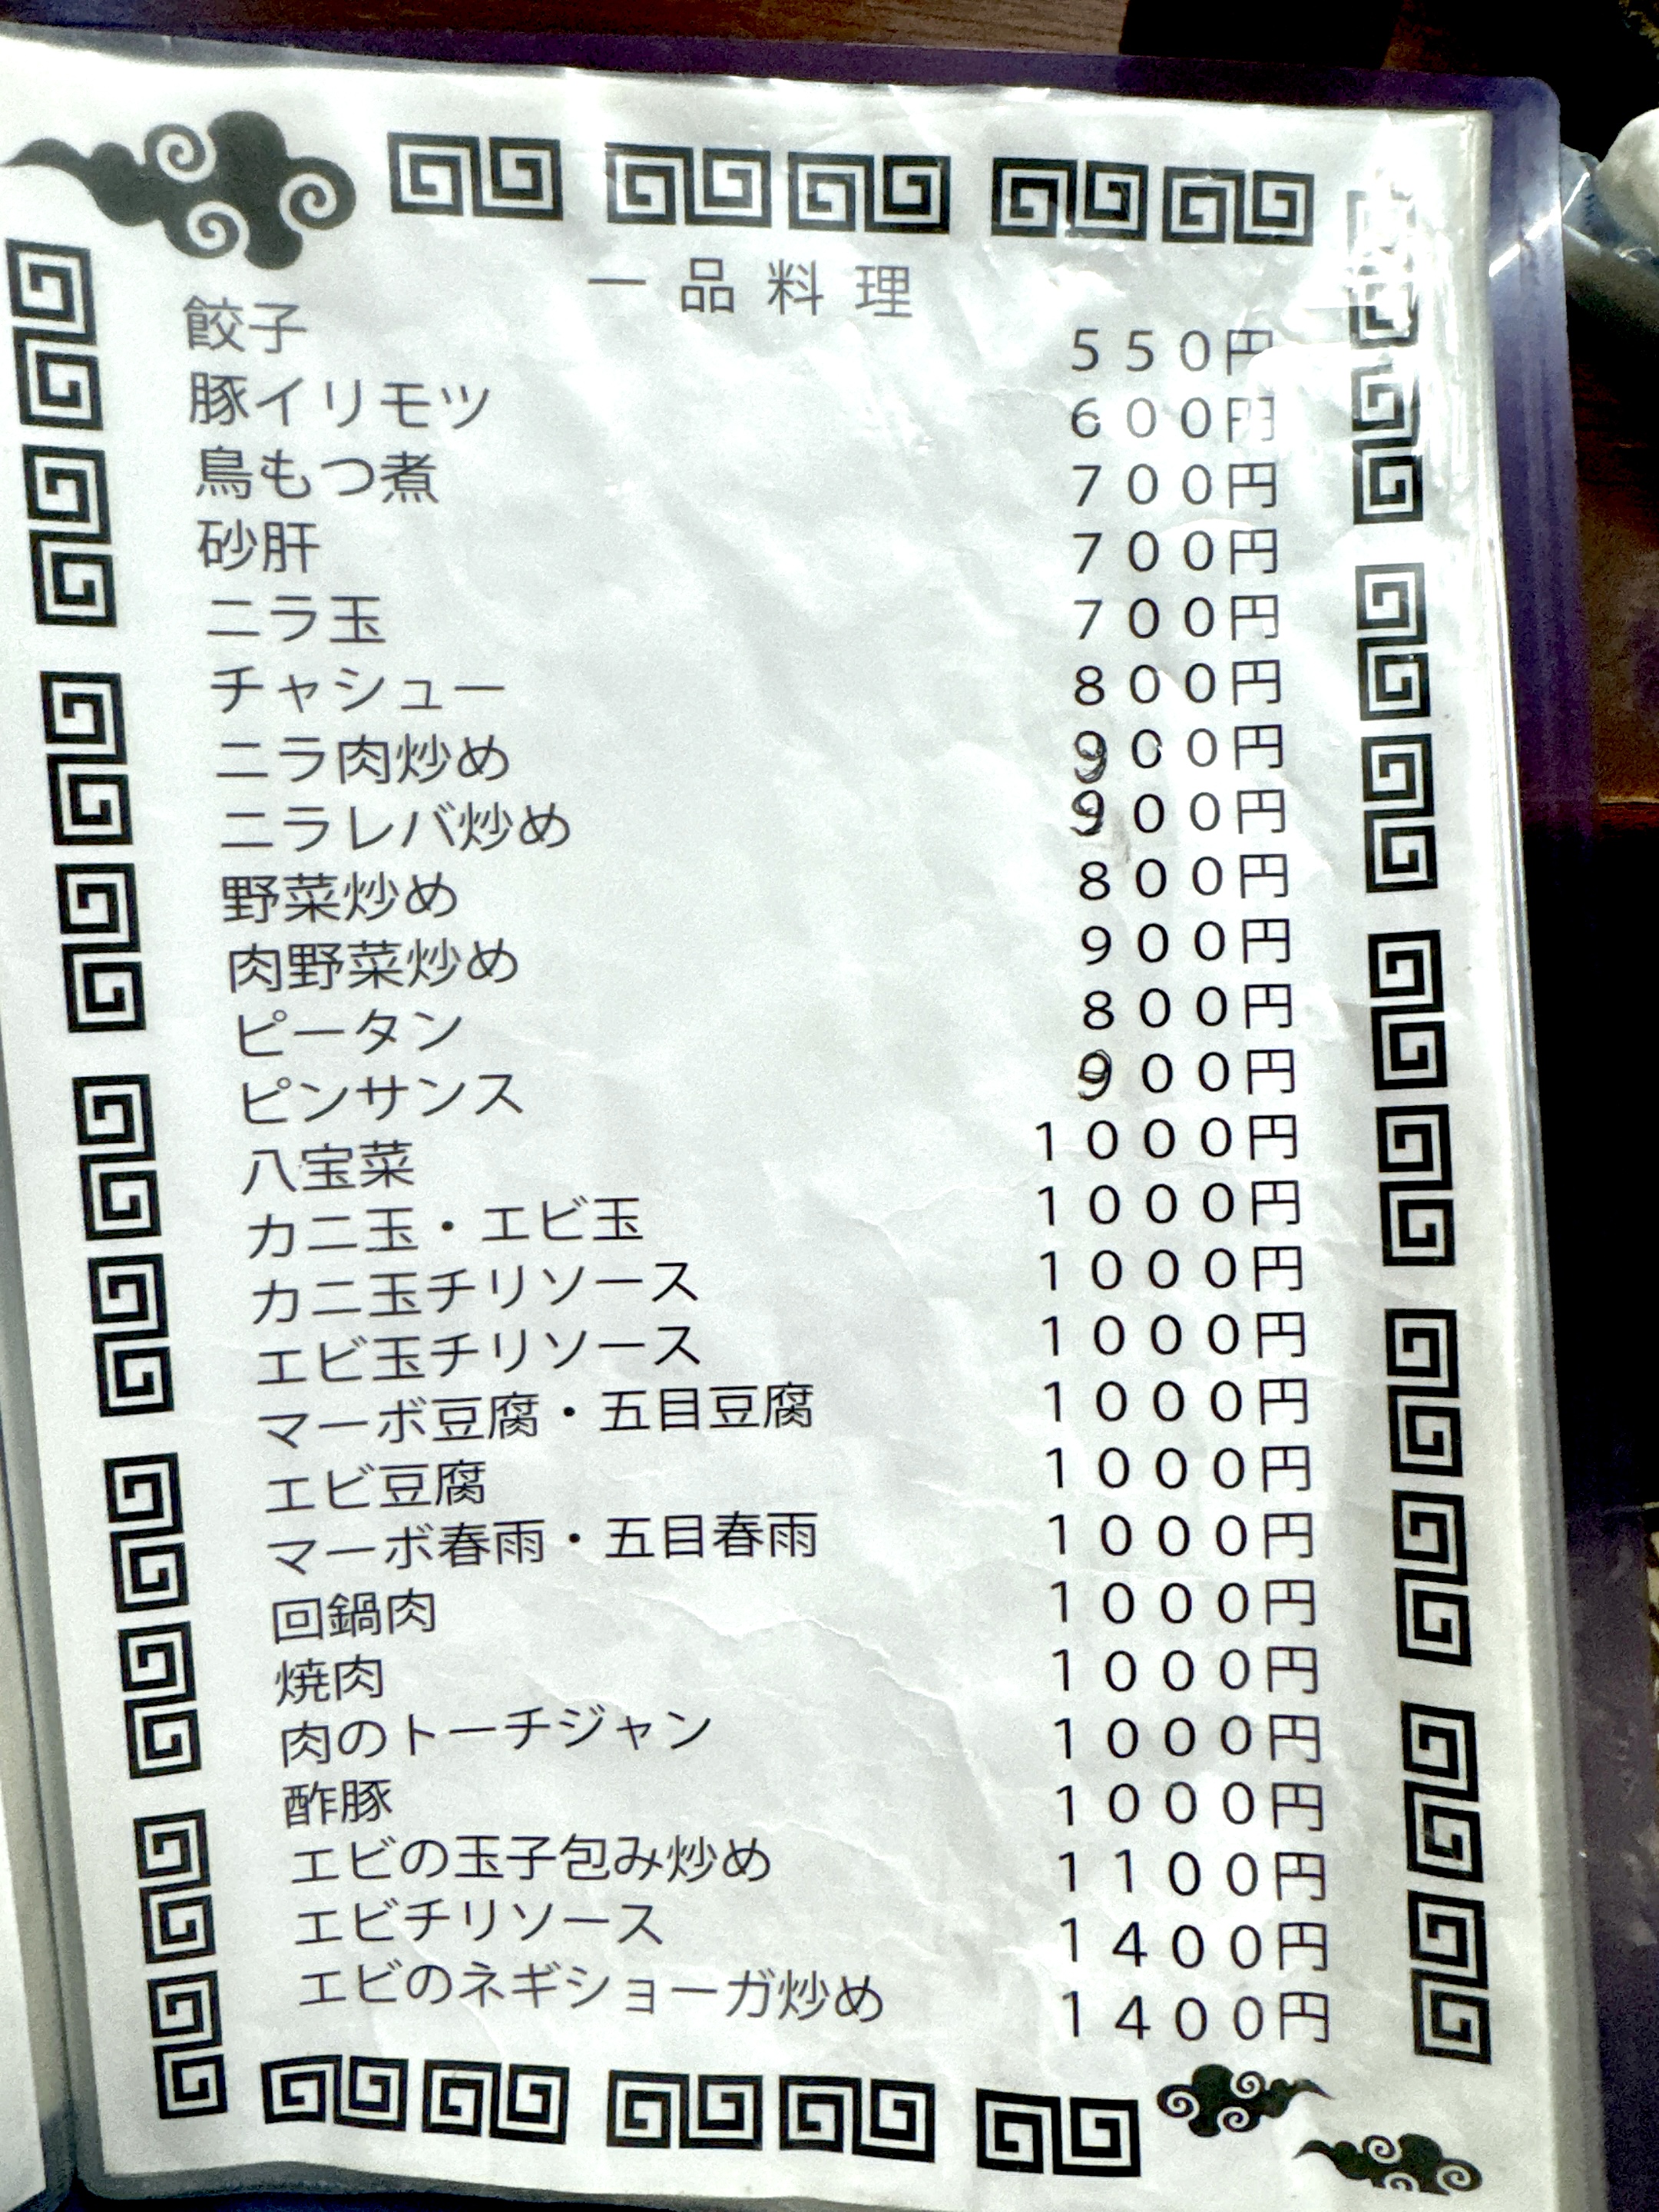 一品料理
餃子 550円
豚イリモツ 600円
鳥もつ煮 700円
砂肝 700円
ニラ玉 700円
チャシュー 800円
ニラ肉炒め 900円
ニラレバ炒め 900円
野菜炒め 800円
肉野菜炒め 900円
ピータン 800円
ピンサンス 900円
八宝菜 1000円
カニ玉・エビ玉 1000円
カニ玉チリソース 1000円
エビ玉チリソース 1000円
マーボ豆腐・五目豆腐 1000円
エビ豆腐 1000円
マーボ春雨・五目春雨 1000円
回鍋肉 1000円
焼肉 1000円
肉のトーチジャン 1000円
酢豚 1000円
エビの玉子包み炒め 1100円
エビチリソース 1400円
エビのネギショーガ炒め 1400円